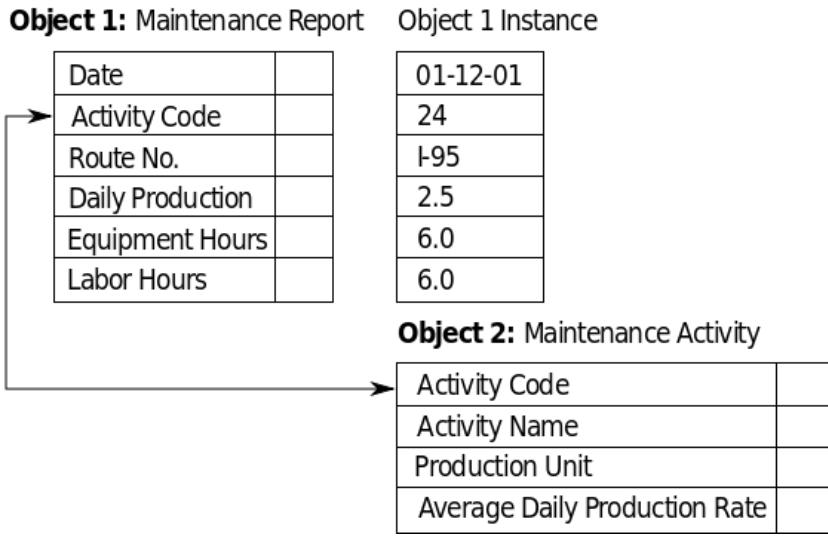 Object 1: Maintenance Report
Object 1 Instance
Date
01-12-01
Activity Code
24
Route No.
I-95
Daily Production
2.5
Equipment Hours
6.0
Labor Hours
6.0
Object 2: Maintenance Activity
Activity Code
Activity Name
Production Unit
Average Daily Production Rate